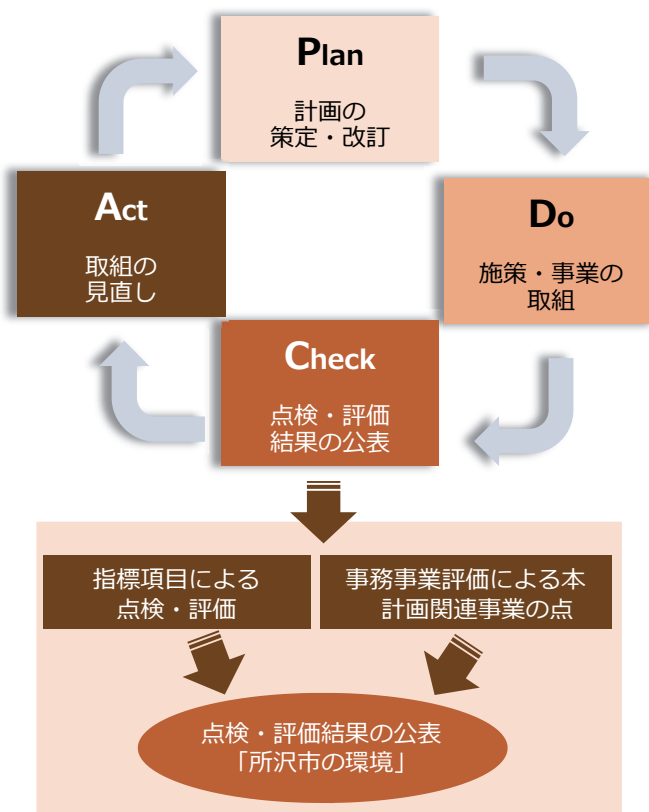 Plan
計画の
策定・改訂
Act
取組の
見直し
Do
施策・事業の
取組
Check
点検・評価
結果の公表
指標項目による
点検・評価
事務事業評価による本
計画関連事業の点
点検・評価結果の公表
「所沢市の環境」